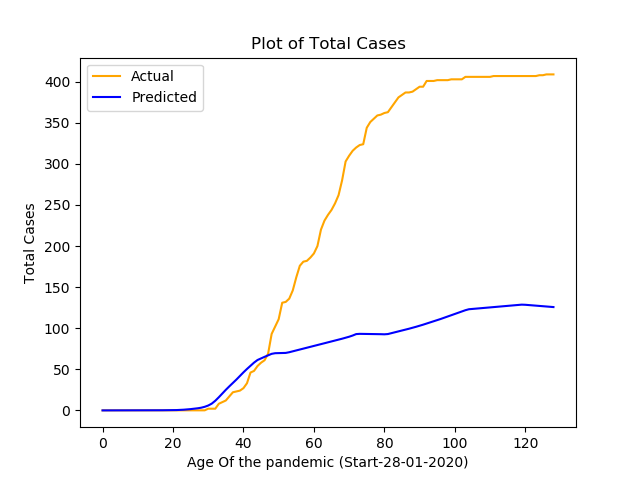 Plot of Total Cases
Actual
Predicted
400
350
300
250
200
150
100
50
0
Total Cases
0 20 40 60 80 100 120
Age Of the pandemic (Start-28-01-2020)